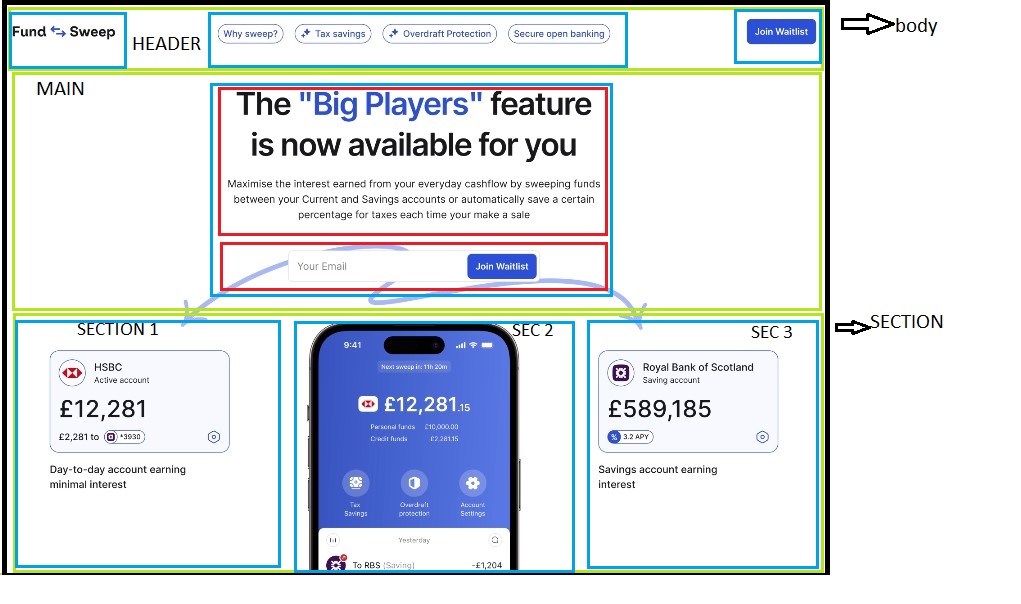 Fund Sweep
HEADER
Why sweep?
Tax savings
Overdraft Protection
Secure open banking
Join Waitlist
body
MAIN
The "Big Players" feature
is now available for you
Maximise the interest earned from your everyday cashflow by sweeping funds
between your Current and Savings accounts or automatically save a certain
percentage for taxes each time your make a sale
Your Email
Join Waitlist
SECTION
SECTION 1
HSBC
Active account
£12,281
£2,281 to *3930
Day-to-day account earning
minimal interest
SEC 2
9:41
Next sweep in: 11h 20m
£12,281.15
Personal funds £10,000.00
Credit funds £2,281.15
Tax
Savings
Overdraft
protection
Account
Settings
Yesterday
To RBS (Saving) -£1,204
SEC 3
Royal Bank of Scotland
Saving account
£589,185
% 3.2 APY
Savings account earning
interest